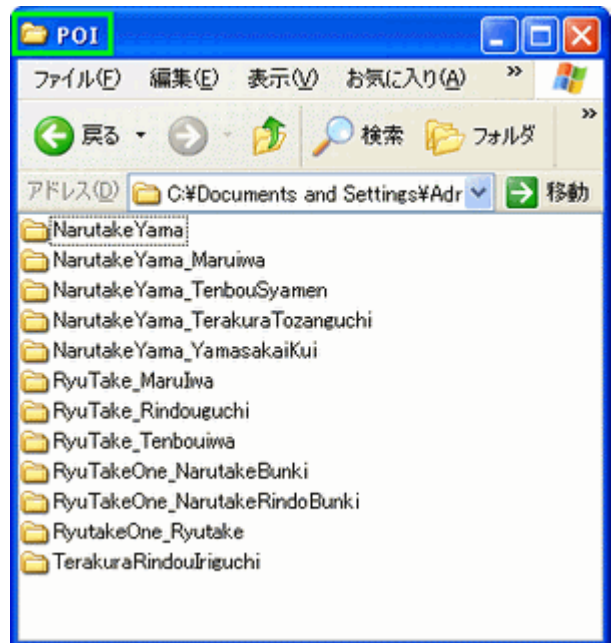 POI
ファイル(F) 編集(E) 表示(V) お気に入り(A) »
戻る 検索 フォルダ »
アドレス(D) C:¥Documents and Settings¥Adr 移動
NarutakeYama
NarutakeYama_Maruiwa
NarutakeYama_TenbouSyamen
NarutakeYama_TerakuraTozanguchi
NarutakeYama_YamasakaiKui
RyuTake_MaruIwa
RyuTake_Rindouguchi
RyuTake_Tenbouiwa
RyuTakeOne_NarutakeBunki
RyuTakeOne_NarutakeRindoBunki
RyutakeOne_Ryutake
TerakuraRindouIriguchi